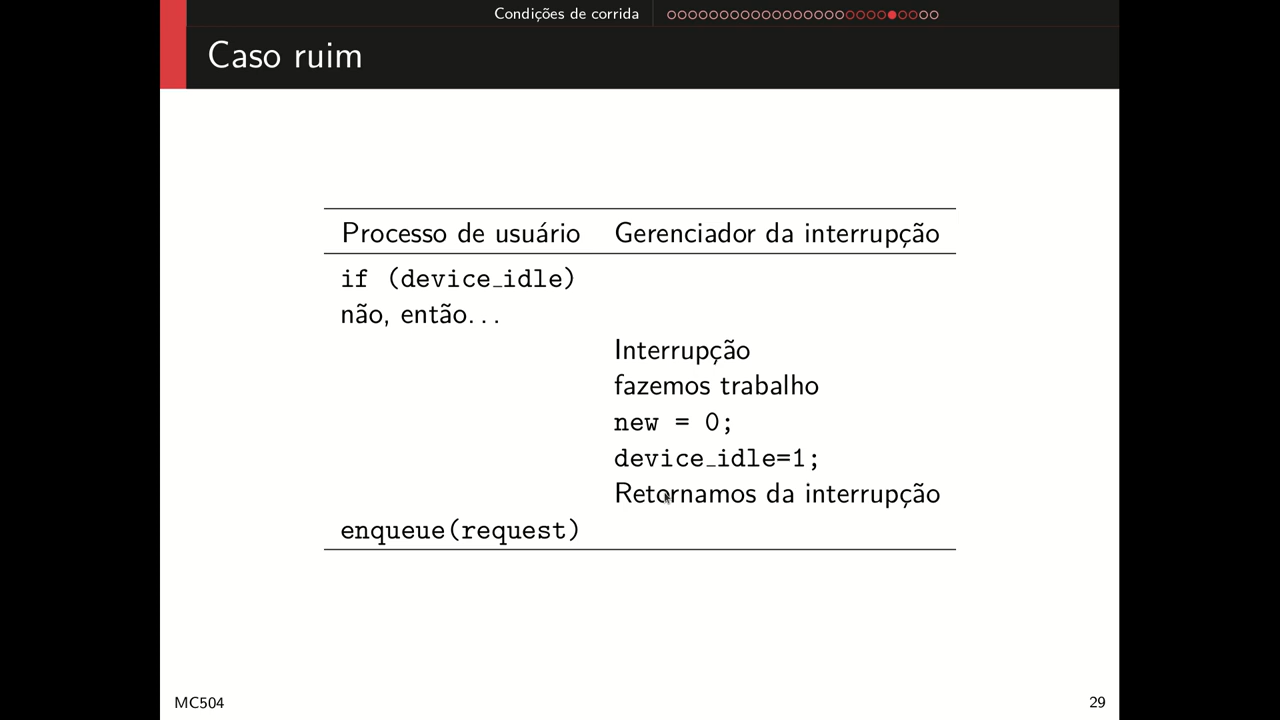 Condições de corrida
Caso ruim
Processo de usuário Gerenciador da interrupção
if (device_idle)
não, então...
Interrupção
fazemos trabalho
new = 0;
device_idle=1;
Retornamos da interrupção
enqueue(request)
MC504 29